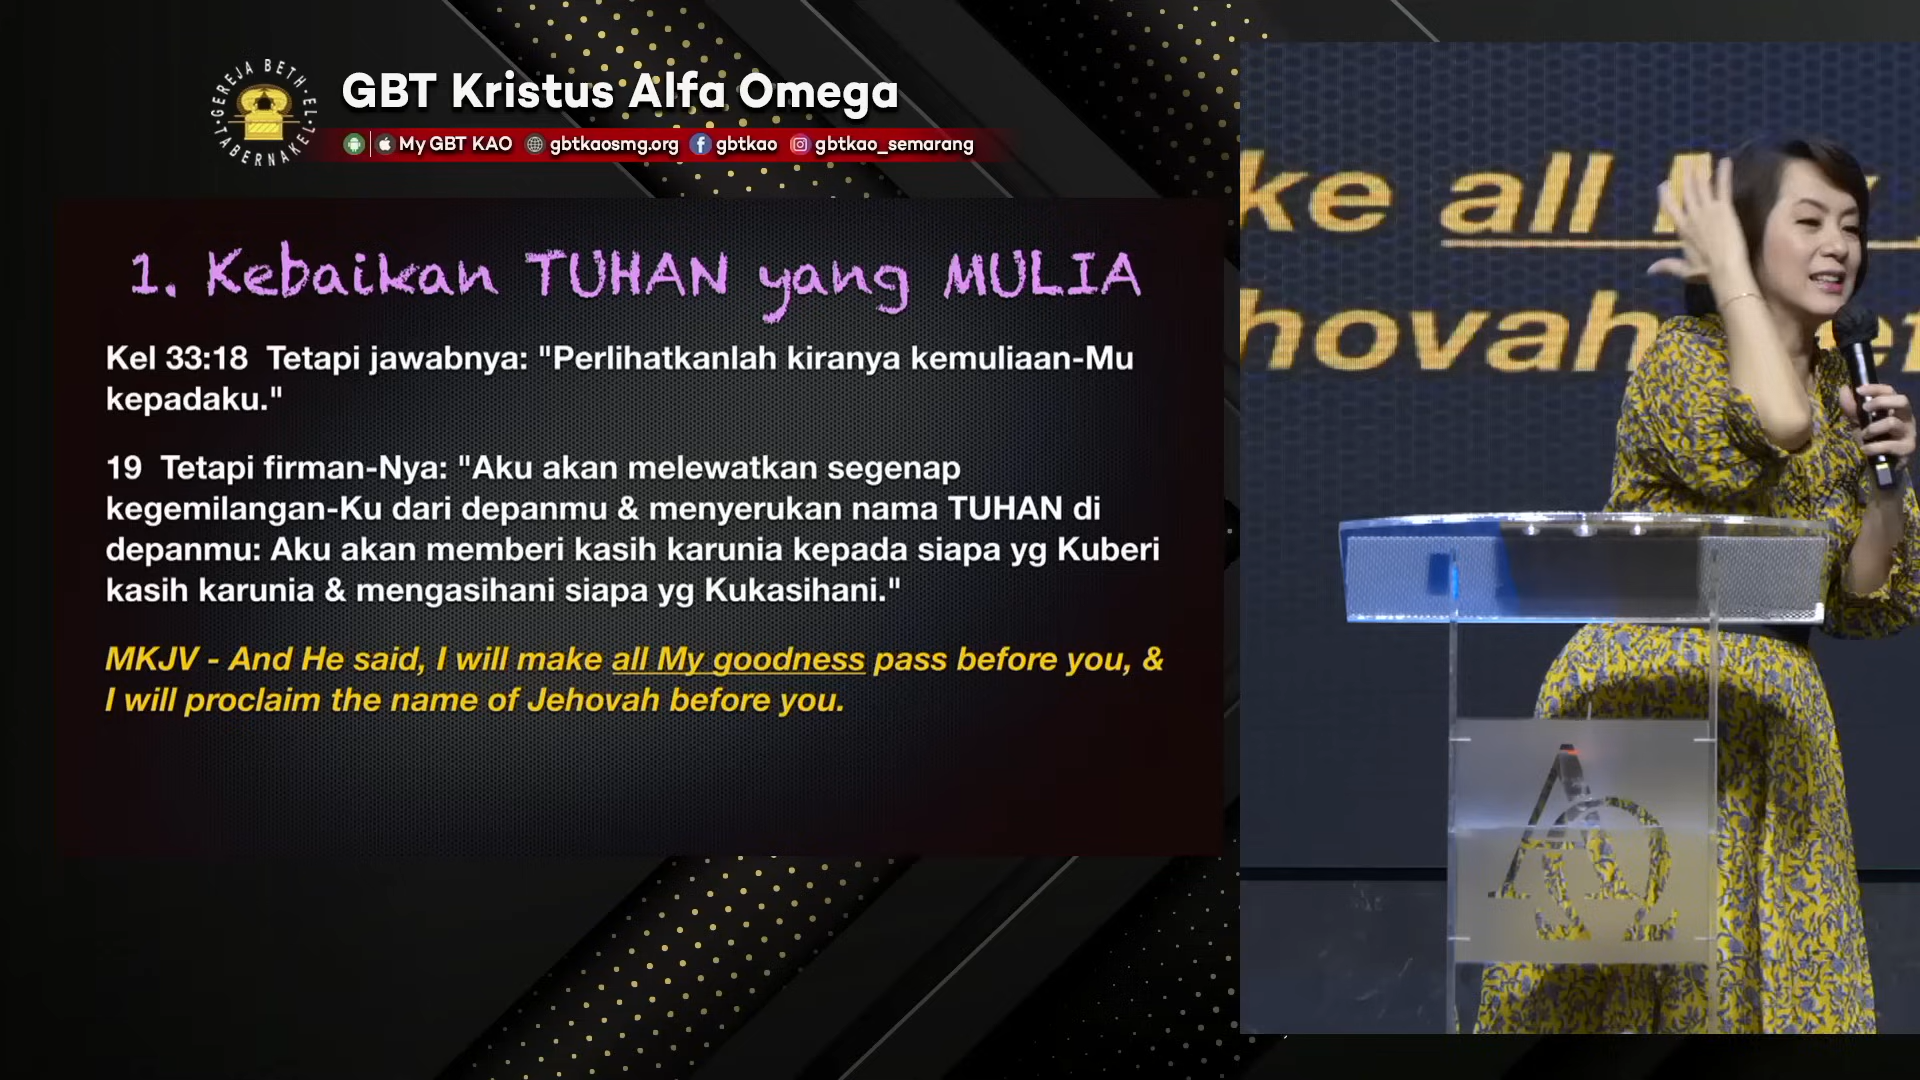 GEREJA BETH-EL TABERNAKEL
GBT Kristus Alfa Omega
My GBT KAO gbtkaosmg.org gbtkao gbtkao_semarang
1. Kebaikan TUHAN yang MULIA
Kel 33:18 Tetapi jawabnya: "Perlihatkanlah kiranya kemuliaan-Mu
kepadaku."
19 Tetapi firman-Nya: "Aku akan melewatkan segenap
kegemilangan-Ku dari depanmu & menyerukan nama TUHAN di
depanmu: Aku akan memberi kasih karunia kepada siapa yg Kuberi
kasih karunia & mengasihani siapa yg Kukasihani."
MKJV - And He said, I will make all My goodness pass before you, &
I will proclaim the name of Jehovah before you.
ke all
hovah
ΑΩ